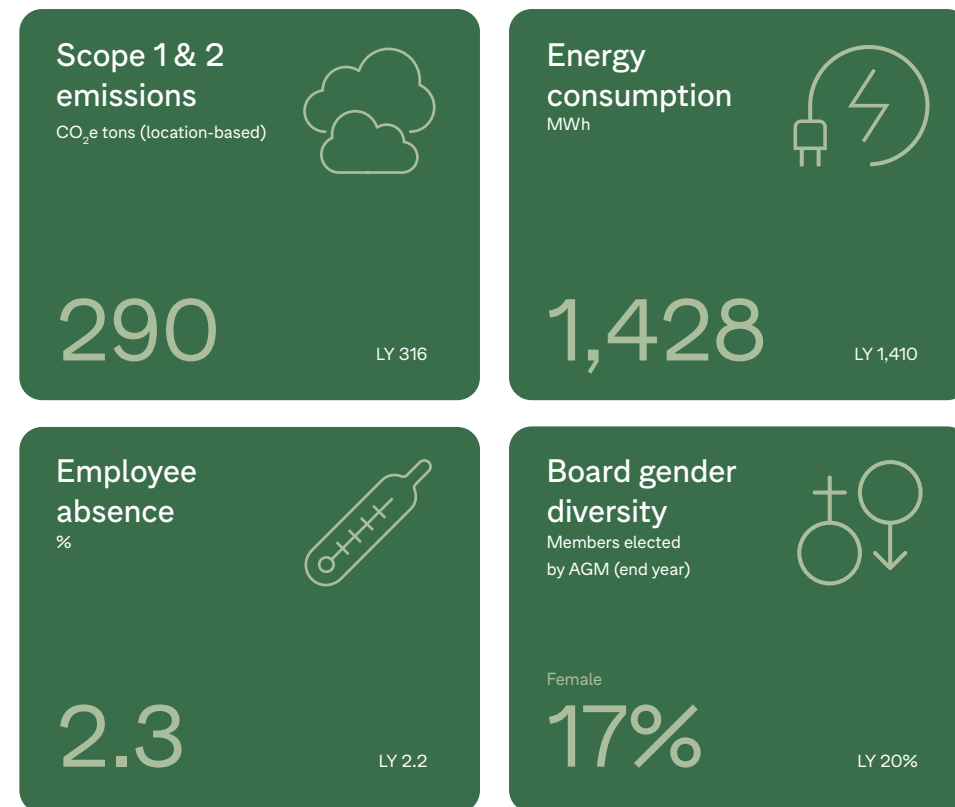 Scope 1 & 2
emissions
CO₂e tons (location-based)
290
LY 316
Energy
consumption
MWh
1,428
LY 1,410
Employee
absence
%
2.3
LY 2.2
Board gender
diversity
Members elected
by AGM (end year)
Female
17%
LY 20%